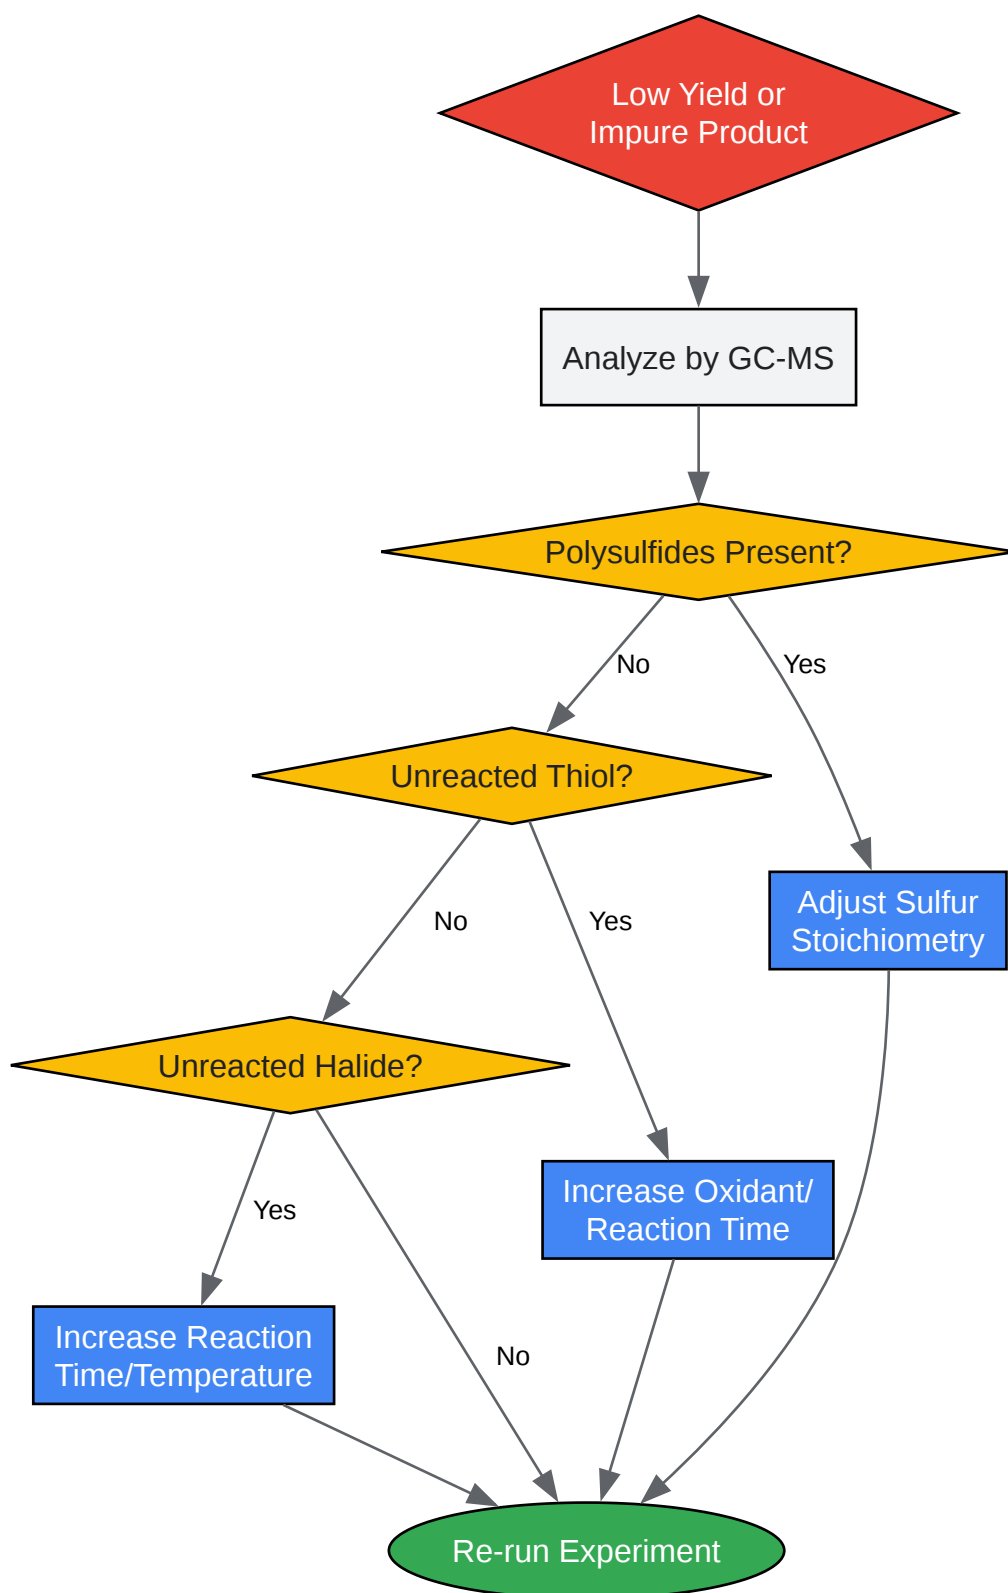 Low Yield or
Impure Product
Analyze by GC-MS
Polysulfides Present?
No
Yes
Unreacted Thiol?
No
Yes
Adjust Sulfur
Stoichiometry
Unreacted Halide?
Yes
No
Increase Oxidant/
Reaction Time
Increase Reaction
Time/Temperature
Re-run Experiment